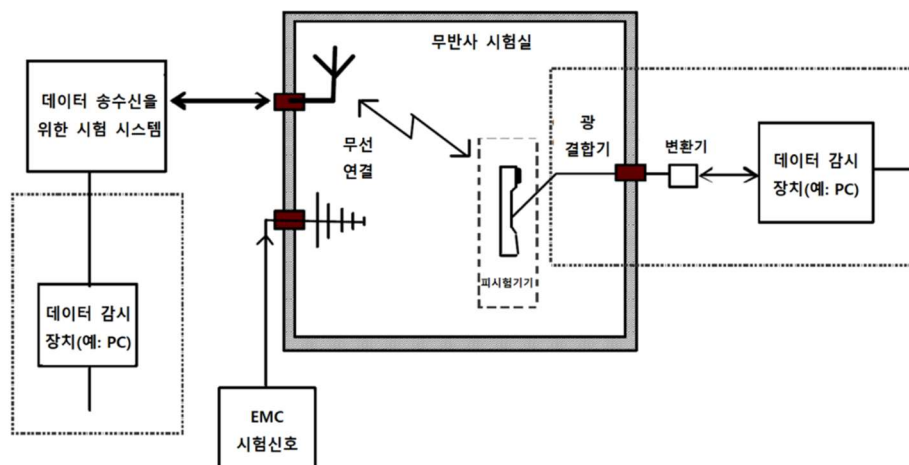 무반사 시험실
데이터 송수신을
위한 시험 시스템
무선
연결
광
결합기
변환기
데이터 감시
장치(예: PC)
피시험기기
데이터 감시
장치(예: PC)
EMC
시험신호